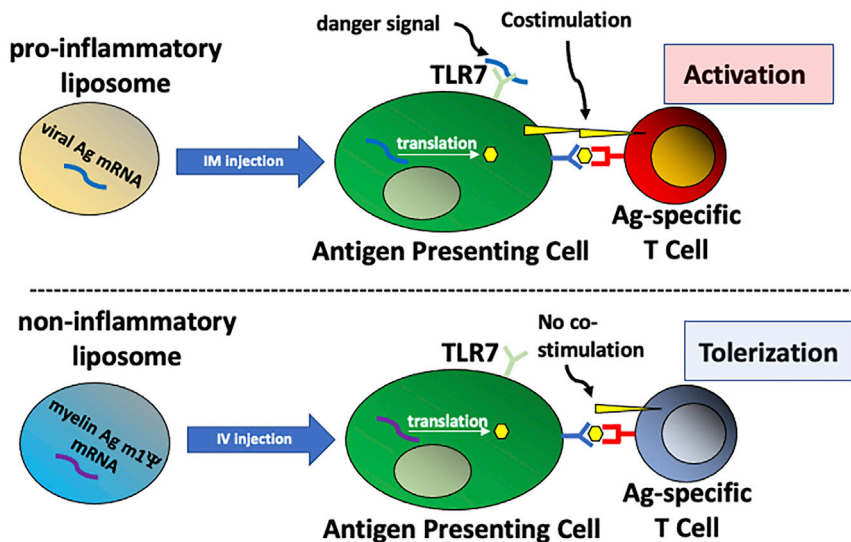 danger signal
Costimulation
pro-inflammatory
liposome
TLR7
Activation
viral Ag mRNA
IM injection
translation
Ag-specific
T Cell
Antigen Presenting Cell
non-inflammatory
liposome
No co-
stimulation
TLR7
Tolerization
myelin Ag m1Ψ
mRNA
IV injection
translation
Ag-specific
T Cell
Antigen Presenting Cell